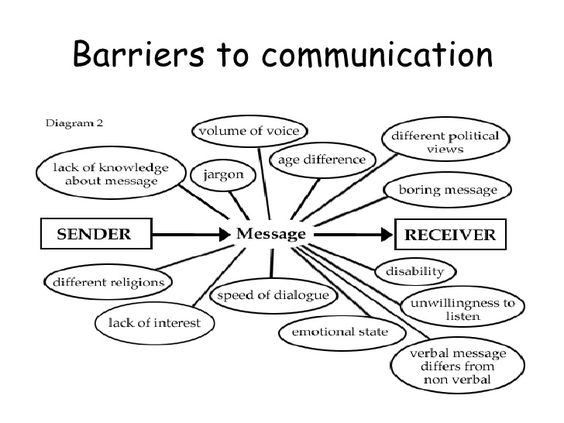 Barriers to communication
Diagram 2
volume of voice
different political
views
age difference
lack of knowledge
about message
jargon
boring message
SENDER
Message
RECEIVER
disability
different religions
speed of dialogue
unwillingness to
listen
lack of interest
emotional state
verbal message
differs from
non verbal